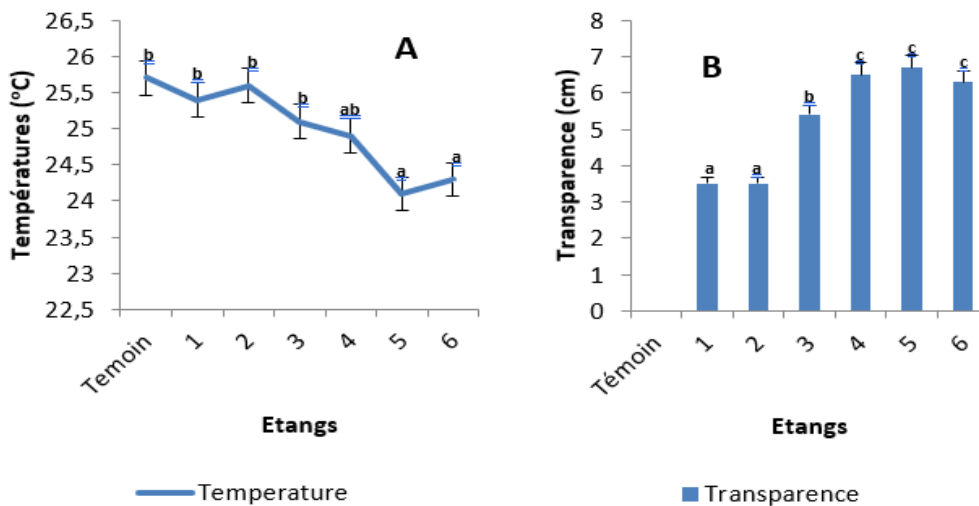 A
Températures (°C)
26,5
26
25,5
25
24,5
24
23,5
23
22,5
b
b
b
b
ab
a
a
Temoin
1
2
3
4
5
6
Etangs
Temperature
B
Transparence (cm)
8
7
6
5
4
3
2
1
0
a
a
b
c
c
c
Témoin
1
2
3
4
5
6
Etangs
Transparence